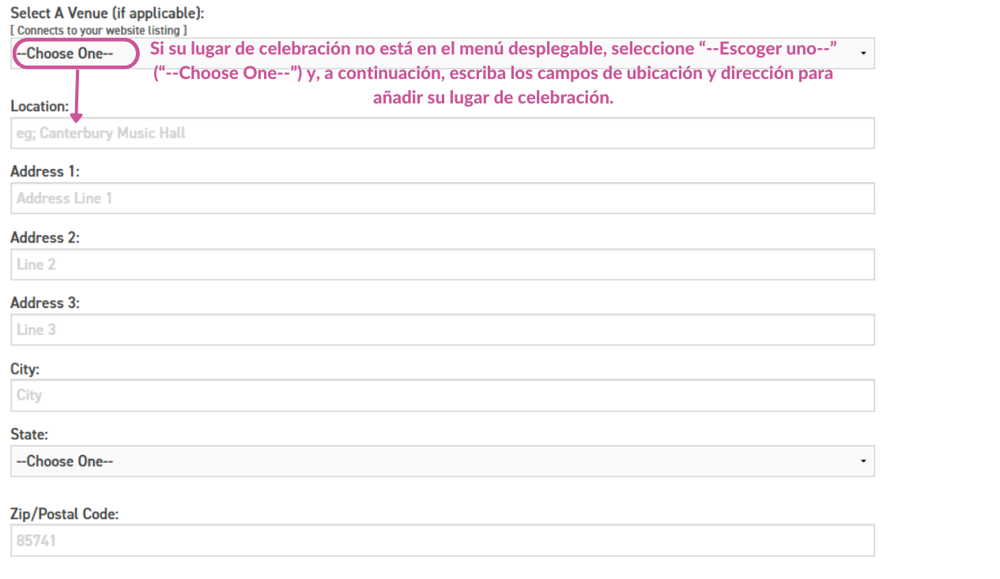 Select A Venue (if applicable):
[ Connects to your website listing ]
--Choose One--
Si su lugar de celebración no está en el menú desplegable, seleccione “--Escoger uno--”
(“--Choose One--”) y, a continuación, escriba los campos de ubicación y dirección para
añadir su lugar de celebración.
Location:
eg; Canterbury Music Hall
Address 1:
Address Line 1
Address 2:
Line 2
Address 3:
Line 3
City:
City
State:
--Choose One--
Zip/Postal Code:
85741